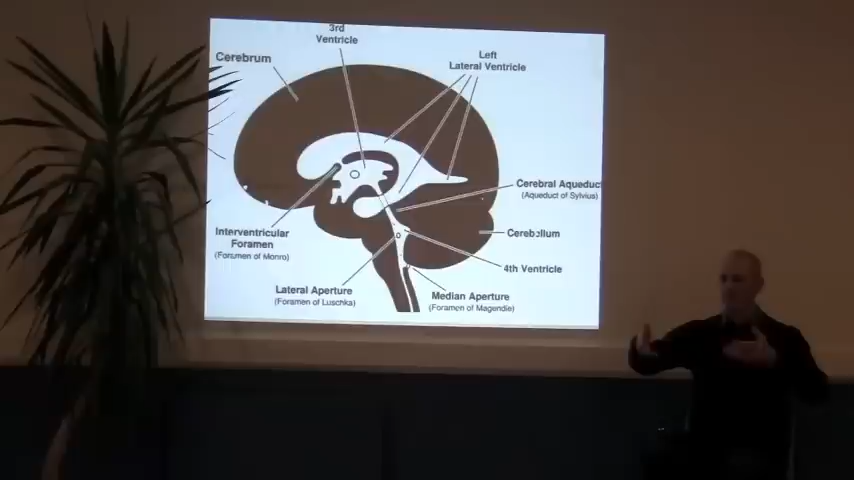 3rd
Ventricle
Cerebrum
Left
Lateral Ventricle
Cerebral Aqueduc
(Aqueduct of Sylvius)
Interventricular
Foramen
(Foramen of Monro)
Cerebellum
4th Ventricle
Lateral Aperture
(Foramen of Luschka)
Median Aperture
(Foramen of Magendie)